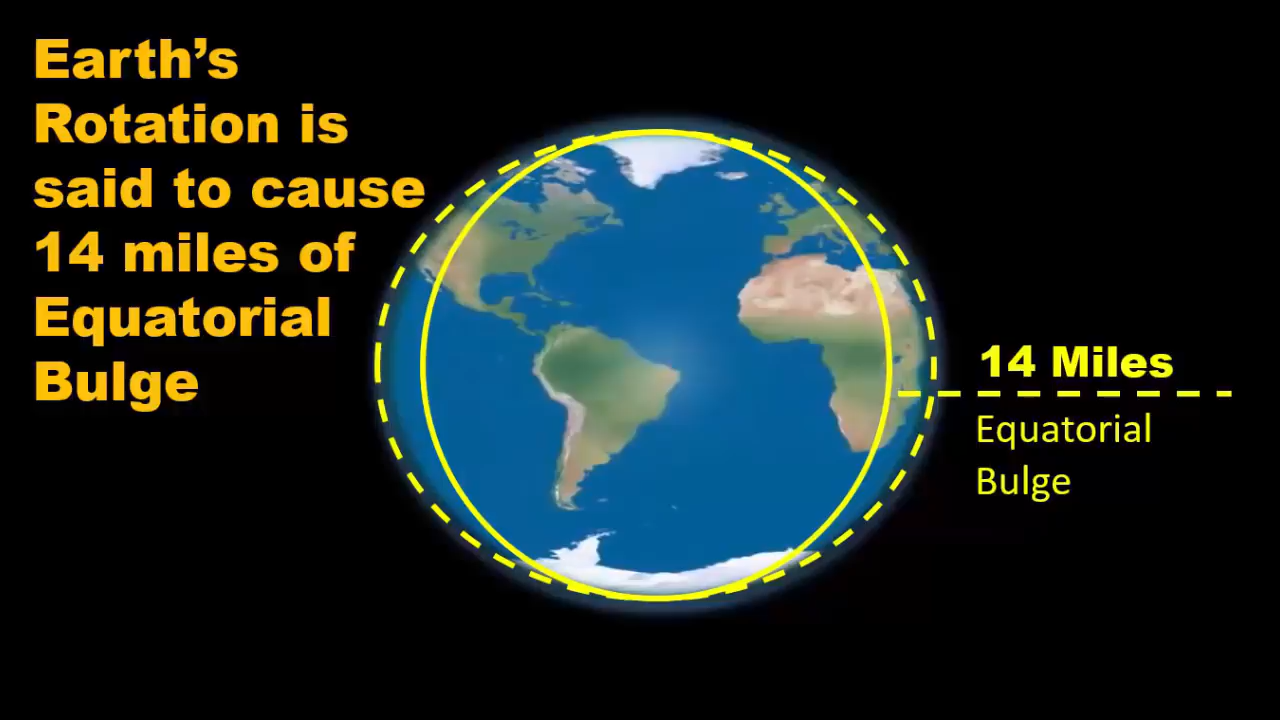 Earth’s
Rotation is
said to cause
14 miles of
Equatorial
Bulge
14 Miles
Equatorial
Bulge